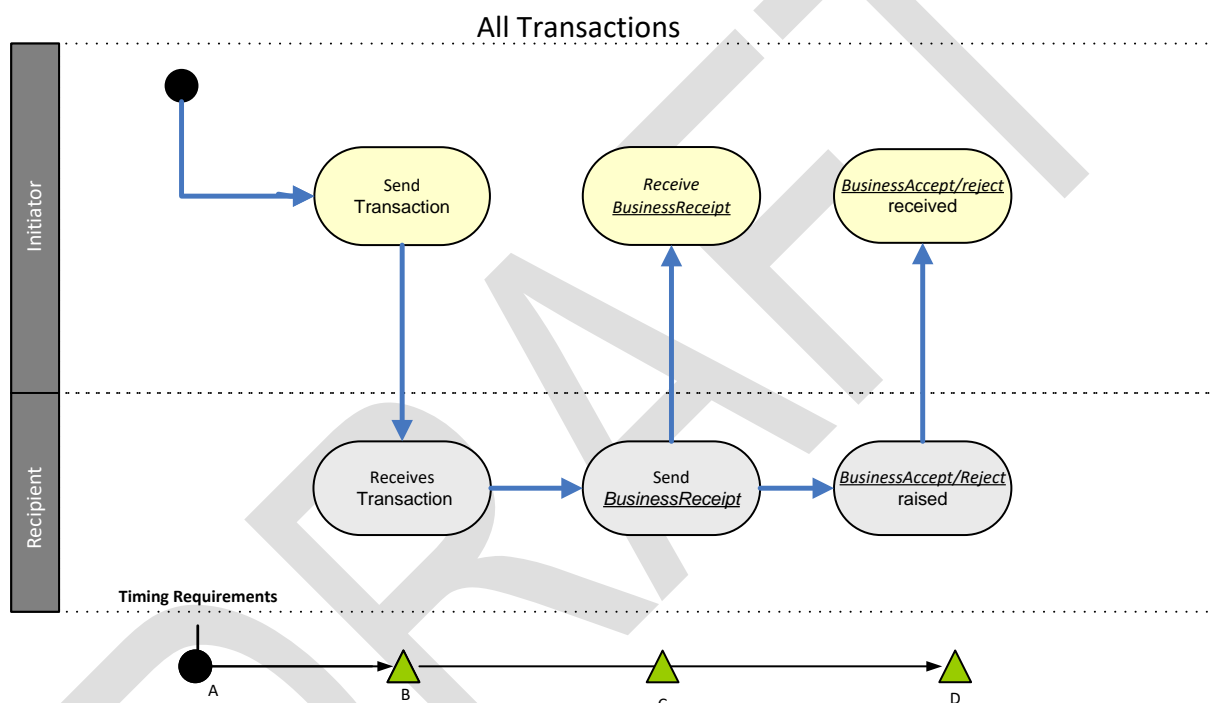 All Transactions
Initiator
Send
Transaction
Receive
BusinessReceipt
BusinessAccept/reject
received
Recipient
Receives
Transaction
Send
BusinessReceipt
BusinessAccept/Reject
raised
Timing Requirements
A
B
C
D
DRAFT